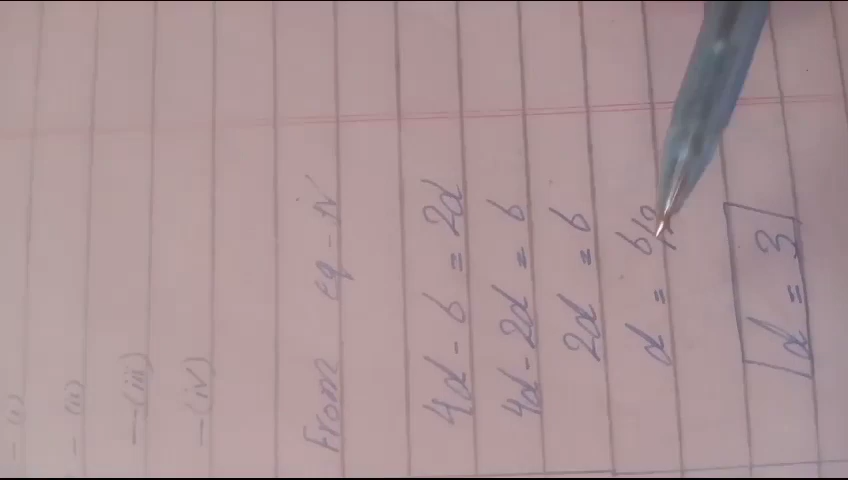 - (i)
- (ii)
- (iii)
- (iv)
From eq - iv
4d - 6 = 2d
4d - 2d = 6
2d = 6
d = 6/2
d = 3